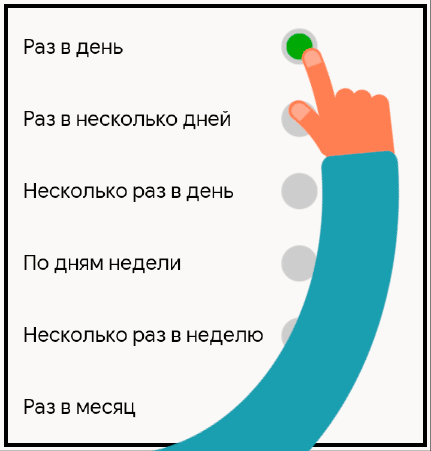 Раз в день
Раз в несколько дней
Несколько раз в день
По дням недели
Несколько раз в неделю
Раз в месяц